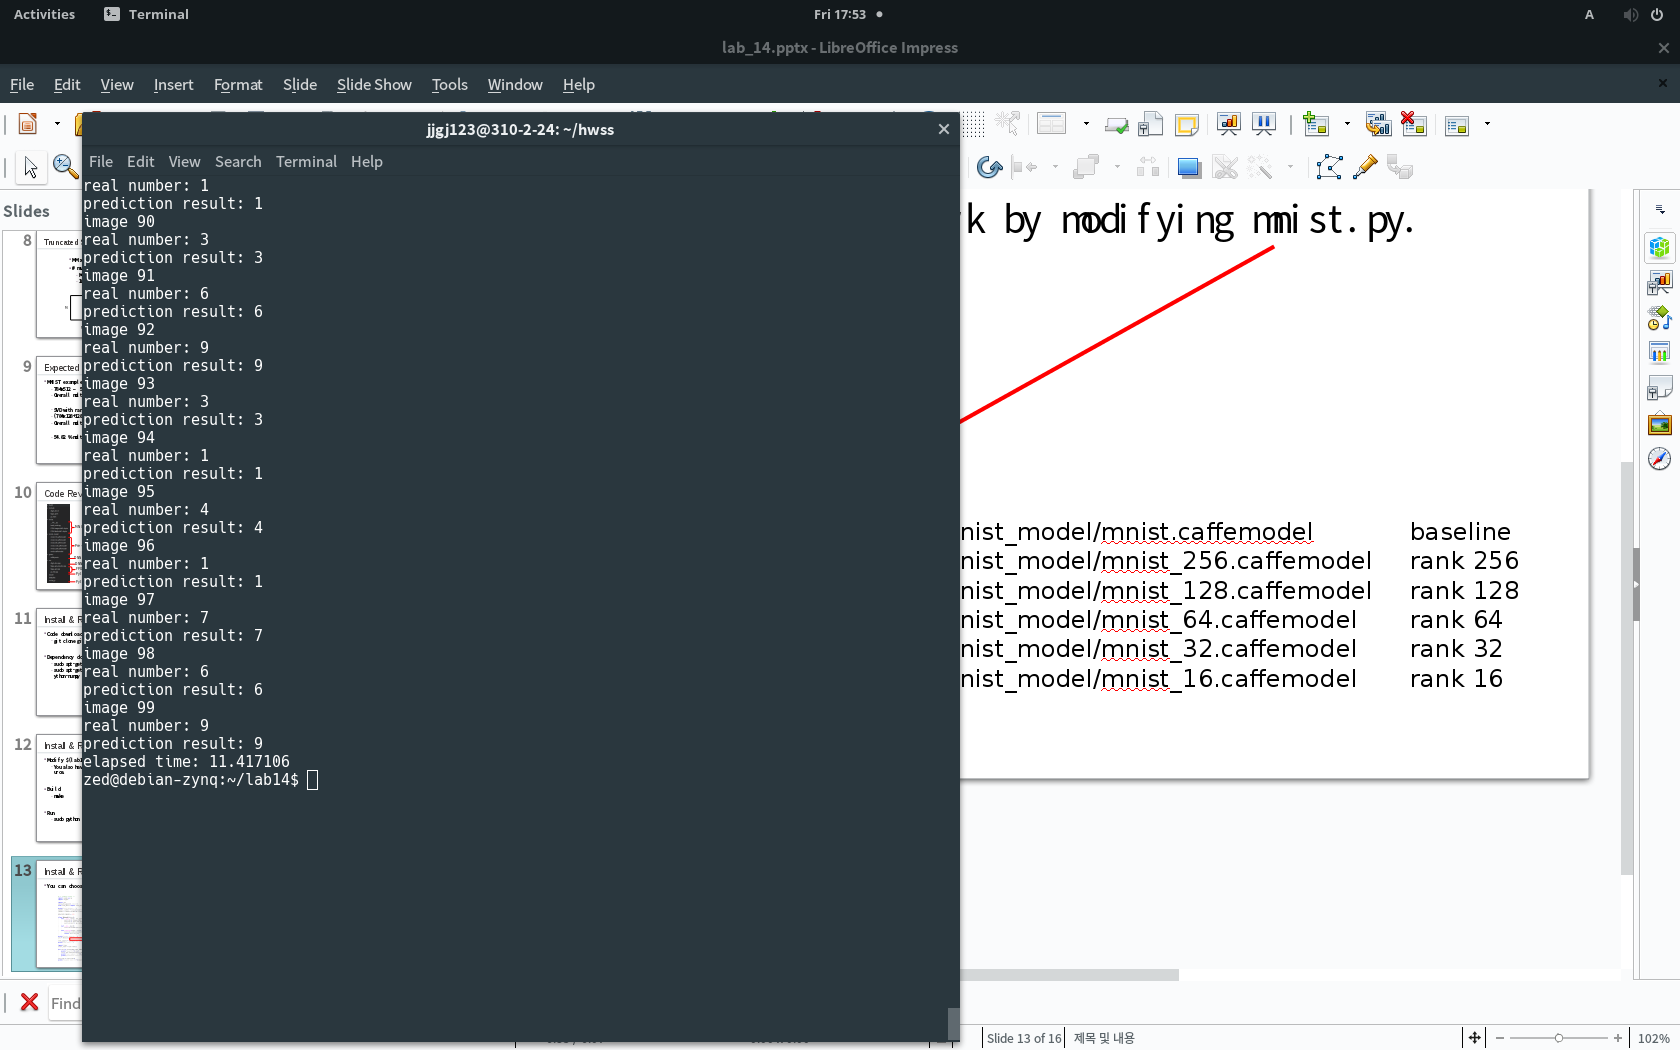 Activities Terminal Fri 17:53 A
lab_14.pptx - LibreOffice Impress
File Edit View Insert Format Slide Slide Show Tools Window Help
jjgj123@310-2-24: ~/hwss
File Edit View Search Terminal Help
real number: 1
prediction result: 1
image 90
real number: 3
prediction result: 3
image 91
real number: 6
prediction result: 6
image 92
real number: 9
prediction result: 9
image 93
real number: 3
prediction result: 3
image 94
real number: 1
prediction result: 1
image 95
real number: 4
prediction result: 4
image 96
real number: 1
prediction result: 1
image 97
real number: 7
prediction result: 7
image 98
real number: 6
prediction result: 6
image 99
real number: 9
prediction result: 9
elapsed time: 11.417106
zed@debian-zynq:~/lab14$
Slides
8
Truncated
9
Expected
10
Code Rev
11
Install & R
12
Install & R
13
Install & R
You can choos
k by modifying mnist.py.
nist_model/mnist.caffemodel baseline
nist_model/mnist_256.caffemodel rank 256
nist_model/mnist_128.caffemodel rank 128
nist_model/mnist_64.caffemodel rank 64
nist_model/mnist_32.caffemodel rank 32
nist_model/mnist_16.caffemodel rank 16
Find
Slide 13 of 16 제목 및 내용 102%